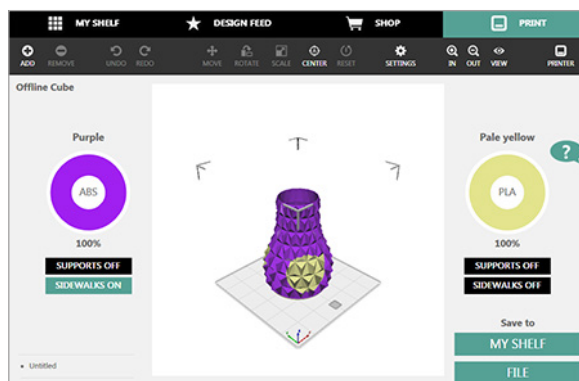 MY SHELF
DESIGN FEED
SHOP
PRINT
ADD
REMOVE
UNDO
REDO
MOVE
ROTATE
SCALE
CENTER
RESET
SETTINGS
IN
OUT
VIEW
PRINTER
Offline Cube
Purple
ABS
100%
SUPPORTS OFF
SIDEWALKS ON
Untitled
Pale yellow
?
PLA
100%
SUPPORTS OFF
SIDEWALKS OFF
Save to
MY SHELF
FILE